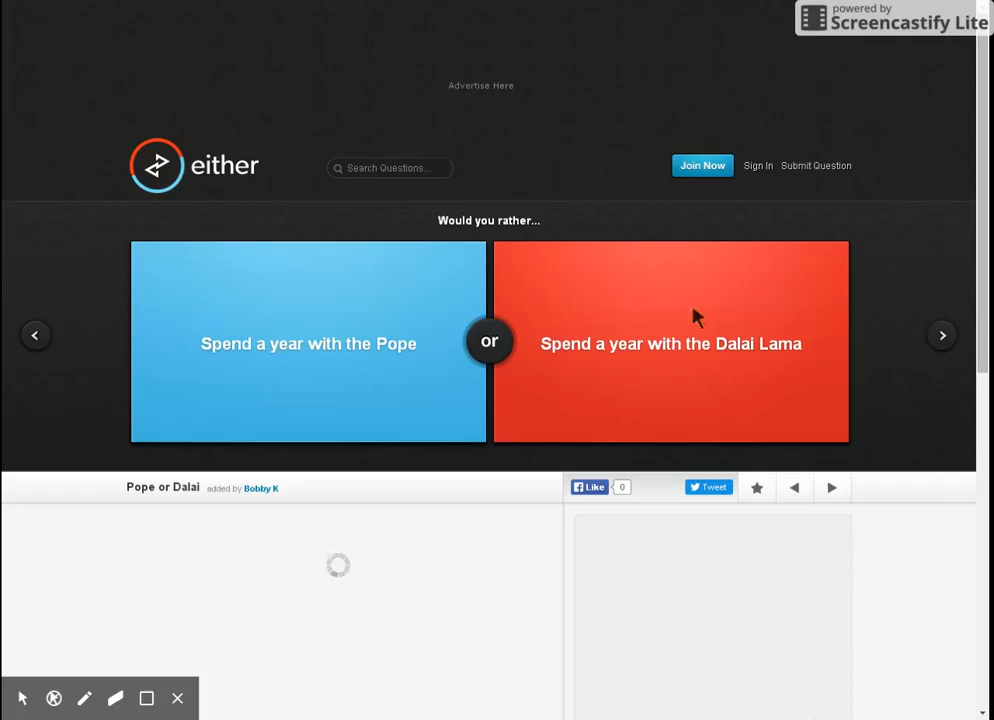 powered by
Screencastify Lite
Advertise Here
either
Search Questions...
Join Now
Sign In
Submit Question
Would you rather...
Spend a year with the Pope
or
Spend a year with the Dalai Lama
Pope or Dalai added by Bobby K
Like
0
Tweet